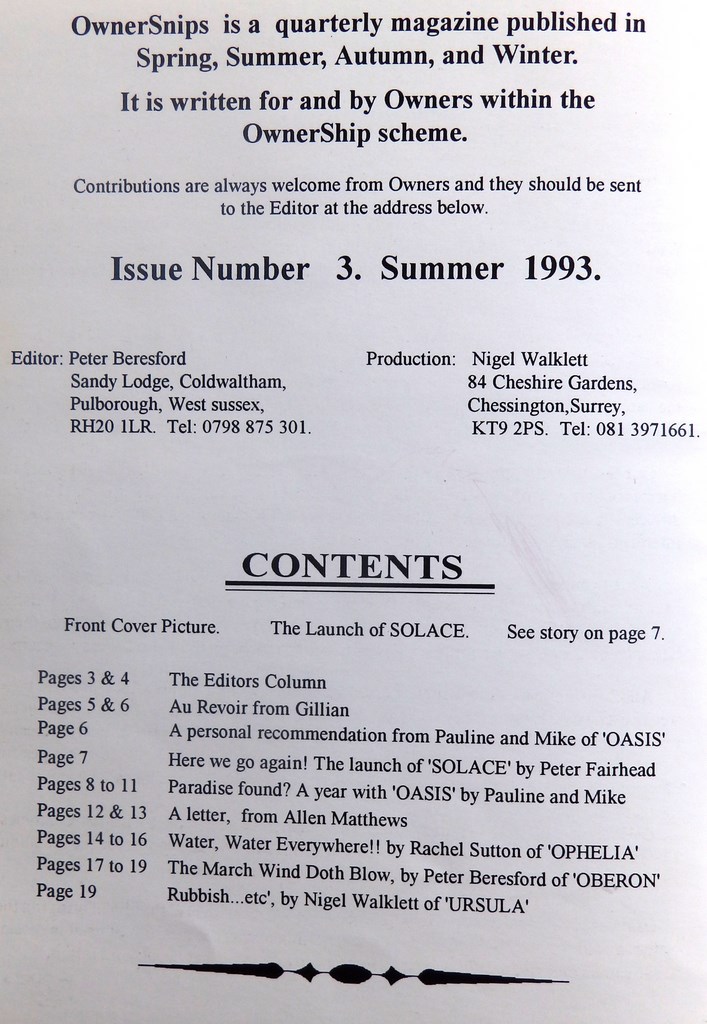 OwnerSnips is a quarterly magazine published in
Spring, Summer, Autumn, and Winter.
It is written for and by Owners within the
OwnerShip scheme.
Contributions are always welcome from Owners and they should be sent
to the Editor at the address below.
Issue Number 3. Summer 1993.
Editor: Peter Beresford
Sandy Lodge, Coldwaltham,
Pulborough, West sussex,
RH20 1LR. Tel: 0798 875 301.
Production: Nigel Walklett
84 Cheshire Gardens,
Chessington,Surrey,
KT9 2PS. Tel: 081 3971661.
CONTENTS
Front Cover Picture. The Launch of SOLACE. See story on page 7.
Pages 3 & 4 The Editors Column
Pages 5 & 6 Au Revoir from Gillian
Page 6 A personal recommendation from Pauline and Mike of 'OASIS'
Page 7 Here we go again! The launch of 'SOLACE' by Peter Fairhead
Pages 8 to 11 Paradise found? A year with 'OASIS' by Pauline and Mike
Pages 12 & 13 A letter, from Allen Matthews
Pages 14 to 16 Water, Water Everywhere!! by Rachel Sutton of 'OPHELIA'
Pages 17 to 19 The March Wind Doth Blow, by Peter Beresford of 'OBERON'
Page 19 Rubbish...etc', by Nigel Walklett of 'URSULA'